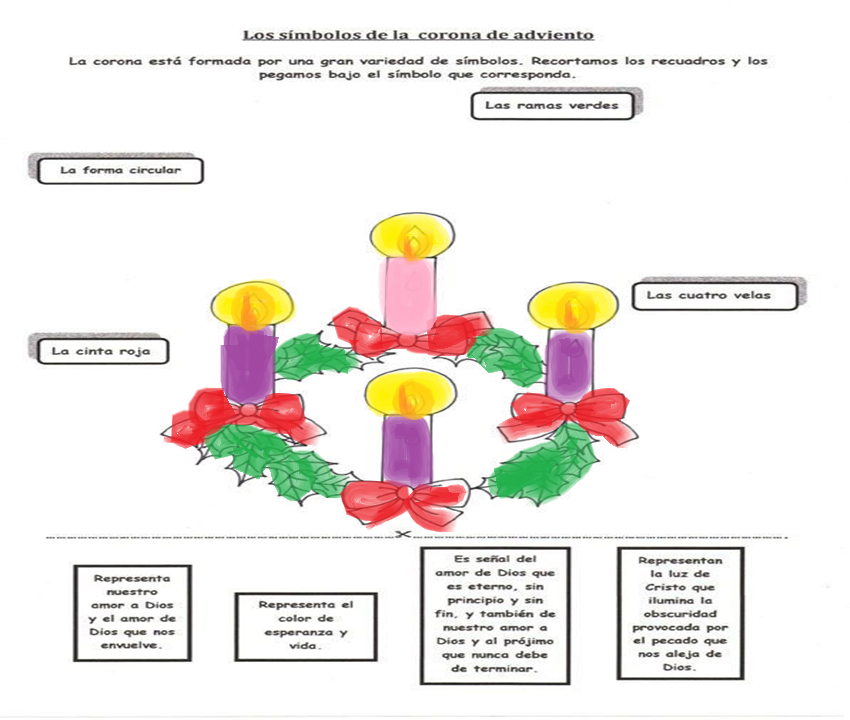 Los símbolos de la corona de adviento
La corona está formada por una gran variedad de símbolos. Recortamos los recuadros y los
pegamos bajo el símbolo que corresponda.
Las ramas verdes
La forma circular
Las cuatro velas
La cinta roja
Representa
nuestro
amor a Dios
y el amor de
Dios que nos
envuelve.
Representa el
color de
esperanza y
vida.
Es señal del
amor de Dios que
es eterno, sin
principio y sin
fin, y también de
nuestro amor a
Dios y al prójimo
que nunca debe
de terminar.
Representan
la luz de
Cristo que
ilumina la
obscuridad
provocada por
el pecado que
nos aleja de
Dios.